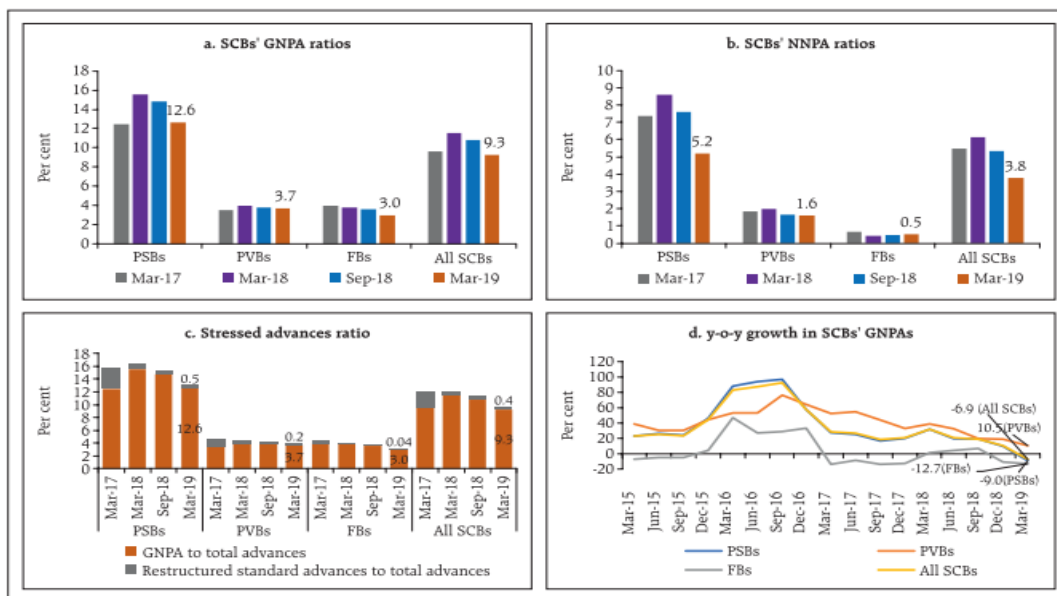 a. SCBs' GNPA ratios
18
16
14
12
10
8
6
4
2
0
Per cent
12.6
3.7
3.0
9.3
PSBs PVBs FBs All SCBs
Mar-17 Mar-18 Sep-18 Mar-19
b. SCBs' NNPA ratios
10
9
8
7
6
5
4
3
2
1
0
Per cent
5.2
1.6
0.5
3.8
PSBs PVBs FBs All SCBs
Mar-17 Mar-18 Sep-18 Mar-19
c. Stressed advances ratio
18
16
14
12
10
8
6
4
2
0
Per cent
0.5
12.6
0.2
3.7
0.04
3.0
0.4
9.3
Mar-17 Mar-18 Sep-18 Mar-19 Mar-17 Mar-18 Sep-18 Mar-19 Mar-17 Mar-18 Sep-18 Mar-19 Mar-17 Mar-18 Sep-18 Mar-19
PSBs PVBs FBs All SCBs
GNPA to total advances
Restructured standard advances to total advances
d. y-o-y growth in SCBs' GNPAs
120
100
80
60
40
20
0
-20
Per cent
-6.9 (All SCBs)
10.5(PVBs)
-12.7(FBs)
-9.0(PSBs)
Mar-15 Jun-15 Sep-15 Dec-15 Mar-16 Jun-16 Sep-16 Dec-16 Mar-17 Jun-17 Sep-17 Dec-17 Mar-18 Jun-18 Sep-18 Dec-18 Mar-19
PSBs PVBs
FBs All SCBs